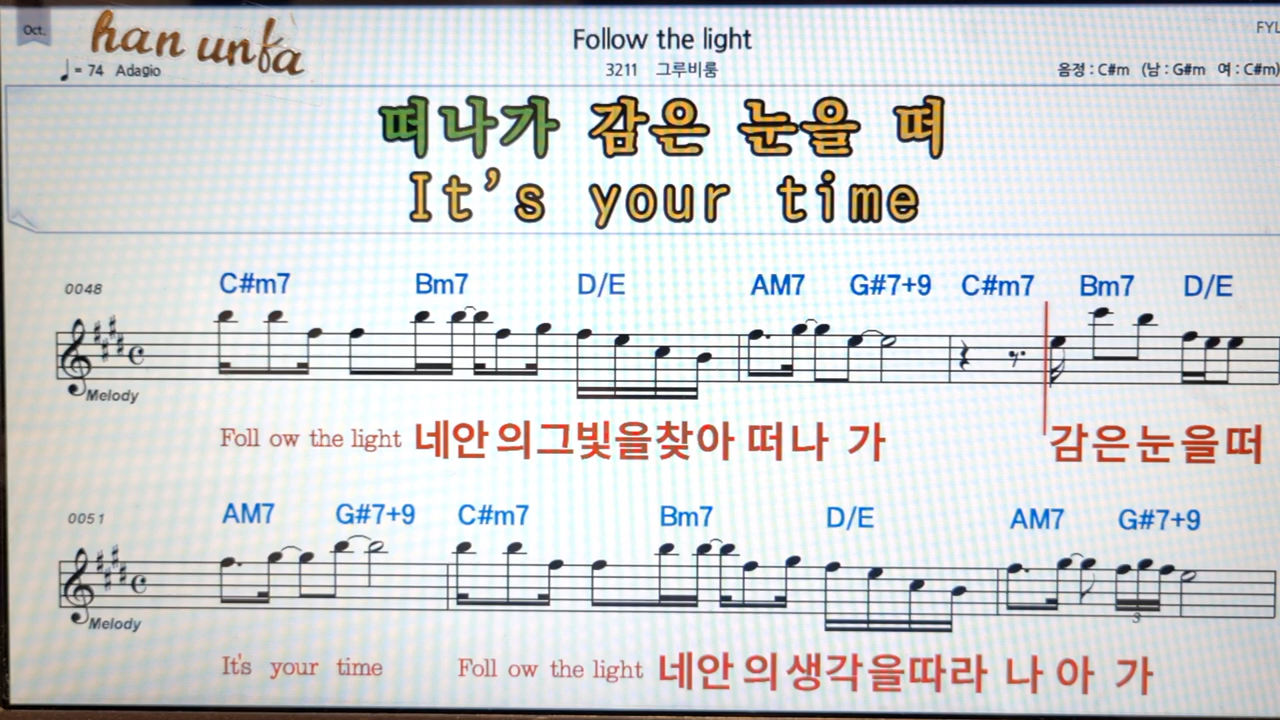 Oct.
han unfa
Follow the light
FYL
♩= 74 Adagio
3211 그루비룸
음정 : C#m (남 : G#m 여 : C#m)
떠나가 감은 눈을 떠
It's your time
0048 C#m7 Bm7 D/E AM7 G#7+9 C#m7 Bm7 D/E
Melody
Foll ow the light 네안의그빛을찾아 떠나 가 감은눈을떠
0051 AM7 G#7+9 C#m7 Bm7 D/E AM7 G#7+9
3
Melody
It's your time Foll ow the light 네안의생각을따라 나 아 가